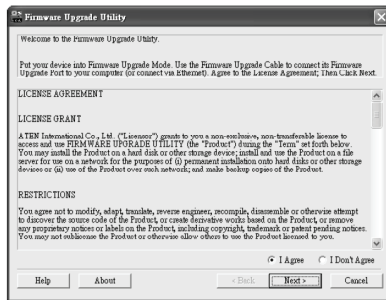 Firmware Upgrade Utility
Welcome to the Firmware Upgrade Utility.
Put your device into Firmware Upgrade Mode. Use the Firmware Upgrade Cable to connect its Firmware
Upgrade Port to your computer (or connect via Ethernet). Agree to the License Agreement; Then Click Next.
LICENSE AGREEMENT
LICENSE GRANT
ATEN International Co., Ltd. ("Licensor") grants to you a non-exclusive, non-transferable license to
access and use FIRMWARE UPGRADE UTILITY (the "Product") during the "Term" set forth below.
You may install the Product on a hard disk or other storage device; install and use the Product on a file
server for use on a network for the purposes of (i) permanent installation onto hard disks or other storage
devices or (ii) use of the Product over such network; and make backup copies of the Product.
RESTRICTIONS
You agree not to modify, adapt, translate, reverse engineer, recompile, disassemble or otherwise attempt
to discover the source code of the Product, or create derivative works based on the Product, or remove
any proprietary notices or labels on the Product, including copyright, trademark or patent pending notices.
You may not sublicense the Product or otherwise allow others to use the Product licensed to you.
I Agree I Don't Agree
Help About < Back Next > Cancel